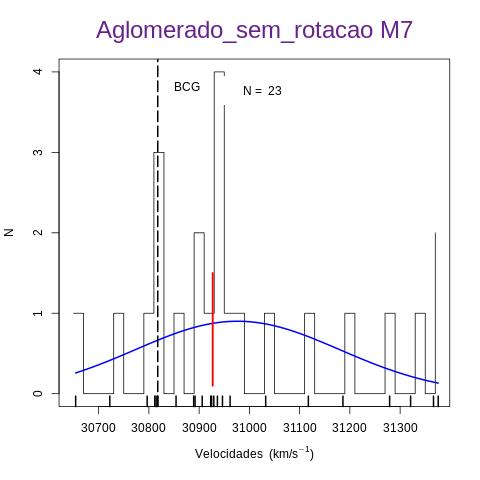 Aglomerado_sem_rotacao M7
BCG
N = 23
4
3
2
1
0
N
30700 30800 30900 31000 31100 31200 31300
Velocidades (km/s⁻¹)